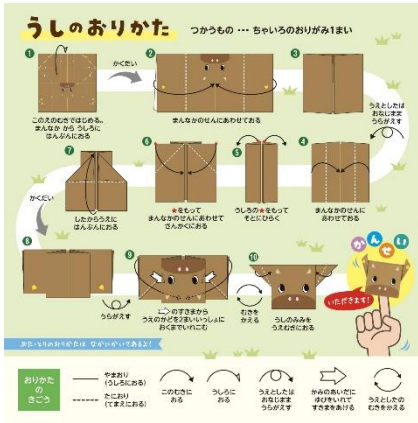 うしのおりかた
つかうもの … ちゃいろのおりがみ1まい
1
このえのむきではじめる。
まんなか から うしろに
はんぶんにおる
かくだい
2
まんなかのせんにあわせておる
3
うえとしたは
おなじまま
うらがえす
4
まんなかのせんに
あわせておる
5
うしろの★をもって
そとにひらく
6
★をもって
まんなかのせんにあわせて
さんかくにおる
7
したからうえに
はんぶんにおる
かくだい
8
うらがえす
9
⇨のすきまから
うえのかどを2まいいっしょに
おくまでいれこむ
むきを
かえる
10
うしのみみを
うえむきにおる
かんせい
いただきます!
おりかた
の
きごう
やまおり
(うしろにおる)
たにおり
(てまえにおる)
このむきに
おる
うしろに
おる
うえとしたは
おなじまま
うらがえす
かみのあいだに
ゆびをいれて
すきまをあける
うえとしたの
むきをかえる